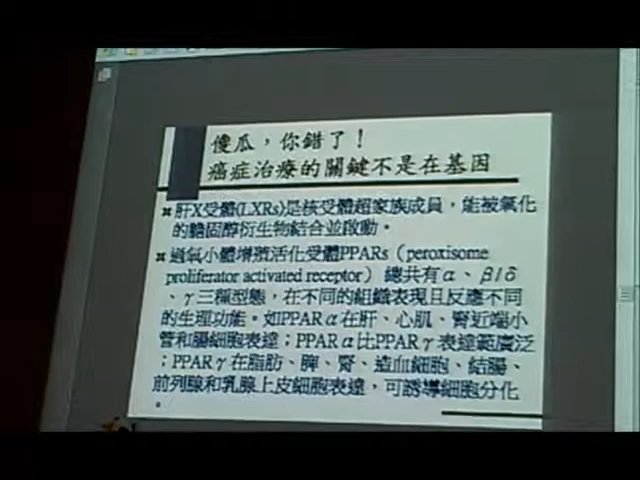 傻瓜，你錯了！
癌症治療的關鍵不是在基因
肝X受體(LXRs)是核受體超家族成員，能被氧化
的膽固醇衍生物結合並啟動。
過氧小體增殖活化受體PPARs（peroxisome
proliferator activated receptor）總共有α、β/δ
、γ三種型態，在不同的組織表現且反應不同
的生理功能。如PPARα在肝、心肌、腎近端小
管和腸細胞表達；PPARα比PPARγ表達範廣泛
；PPARγ在脂肪、脾、腎、造血細胞、結腸、
前列腺和乳腺上皮細胞表達，可誘導細胞分化
。